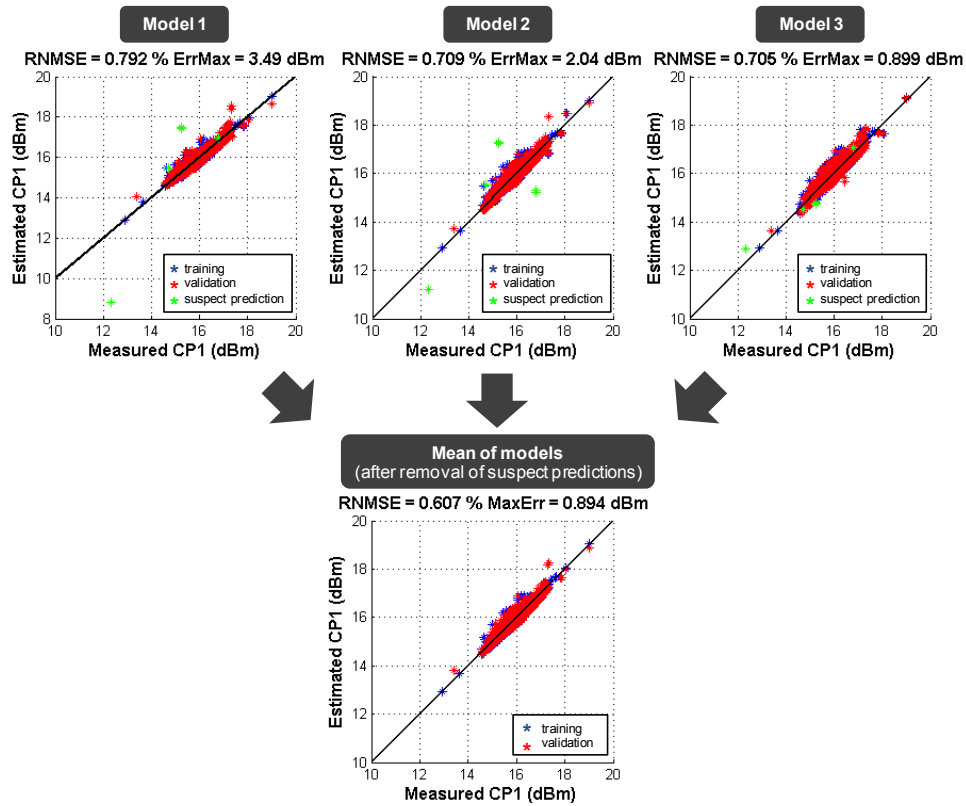 Model 1
Model 2
Model 3
RNMSE = 0.792 % ErrMax = 3.49 dBm
RNMSE = 0.709 % ErrMax = 2.04 dBm
RNMSE = 0.705 % ErrMax = 0.899 dBm
Estimated CP1 (dBm)
20
18
16
14
12
10
8
* training
* validation
* suspect prediction
10 12 14 16 18 20
Measured CP1 (dBm)
Estimated CP1 (dBm)
20
18
16
14
12
10
* training
* validation
* suspect prediction
10 12 14 16 18 20
Measured CP1 (dBm)
Estimated CP1 (dBm)
20
18
16
14
12
10
* training
* validation
* suspect prediction
10 12 14 16 18 20
Measured CP1 (dBm)
Mean of models
(after removal of suspect predictions)
RNMSE = 0.607 % MaxErr = 0.894 dBm
Estimated CP1 (dBm)
20
18
16
14
12
10
* training
* validation
10 12 14 16 18 20
Measured CP1 (dBm)